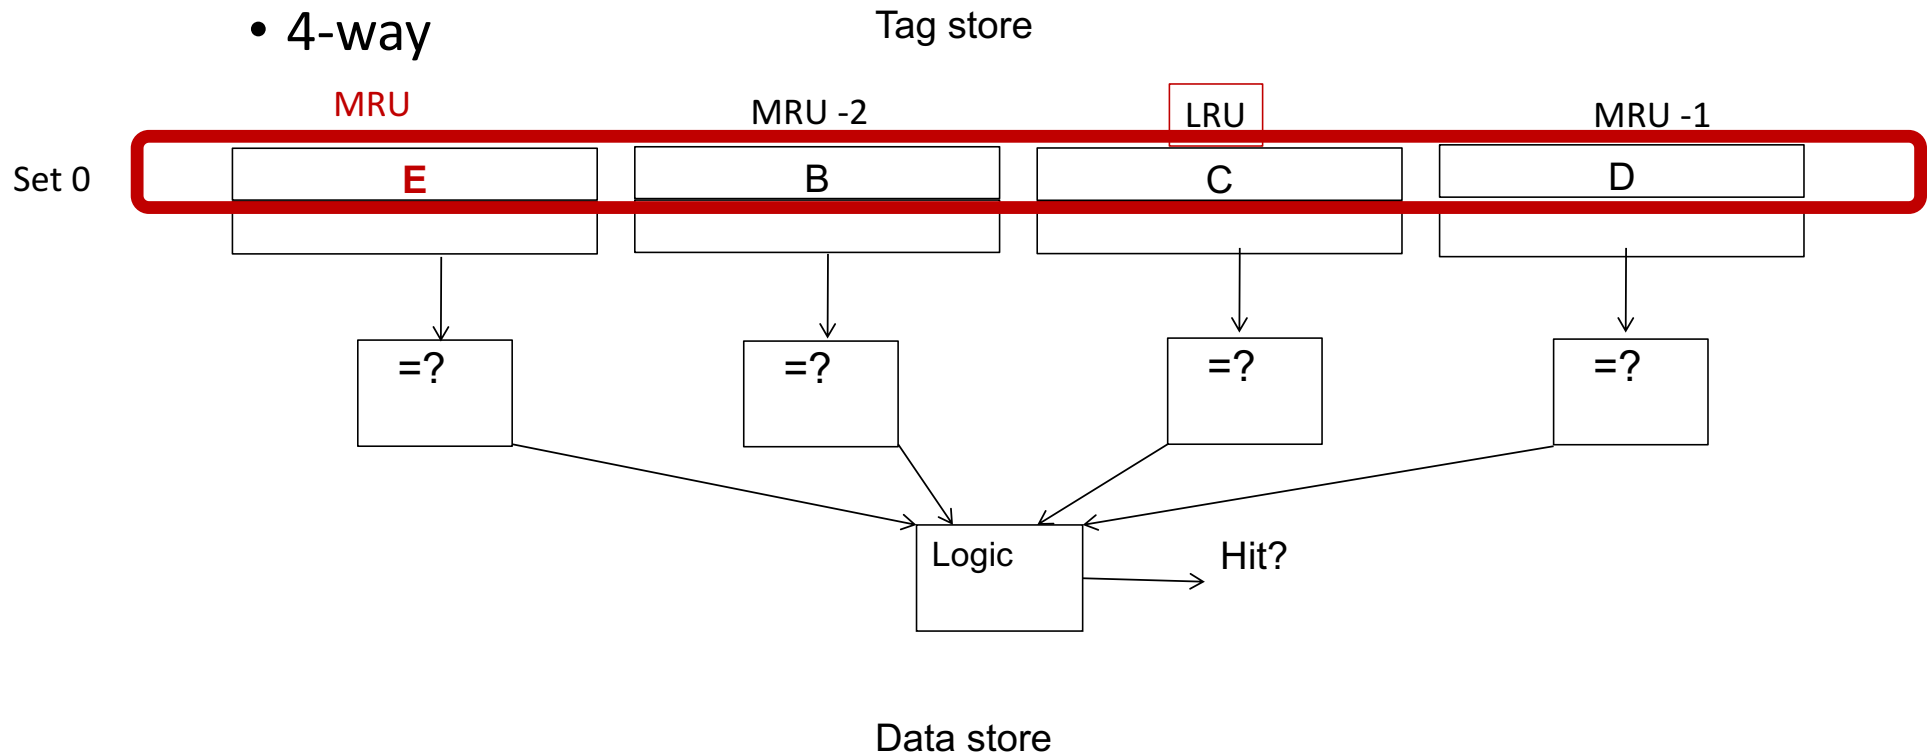 • 4-way
Tag store
MRU
MRU -2
LRU
MRU -1
Set 0
E
B
C
D
=?
=?
=?
=?
Logic
Hit?
Data store